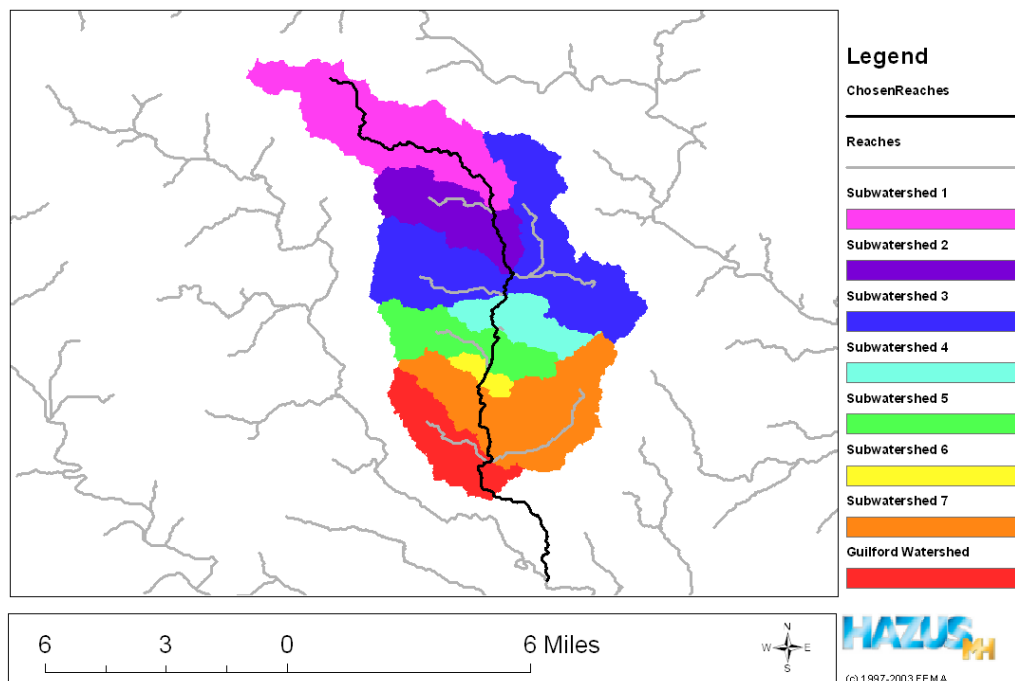 Legend
ChosenReaches
Reaches
Subwatershed 1
Subwatershed 2
Subwatershed 3
Subwatershed 4
Subwatershed 5
Subwatershed 6
Subwatershed 7
Guilford Watershed
6 3 0 6 Miles
N
W E
S
HAZUS MH
(c) 1997-2003 FEMA